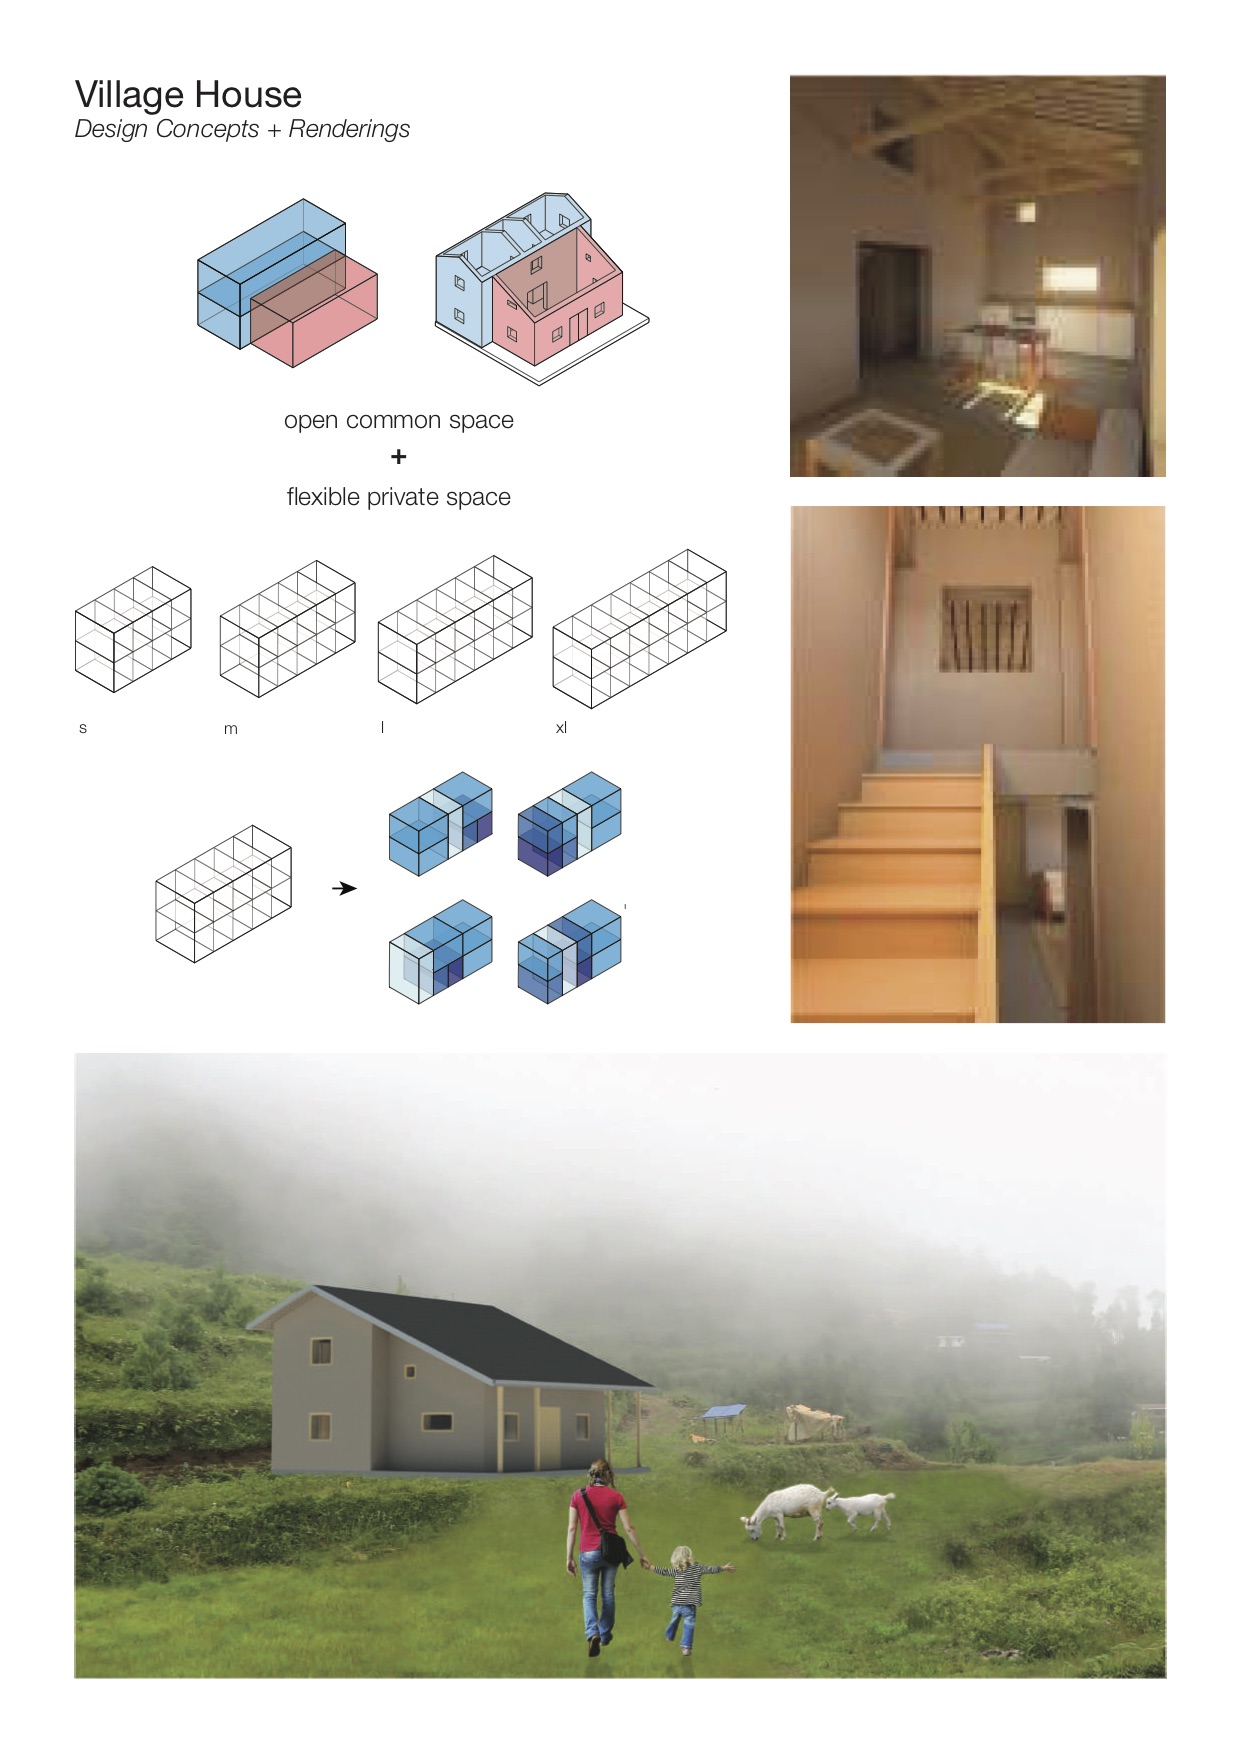 Village House
Design Concepts + Renderings
open common space
+
flexible private space
s
m
l
xl